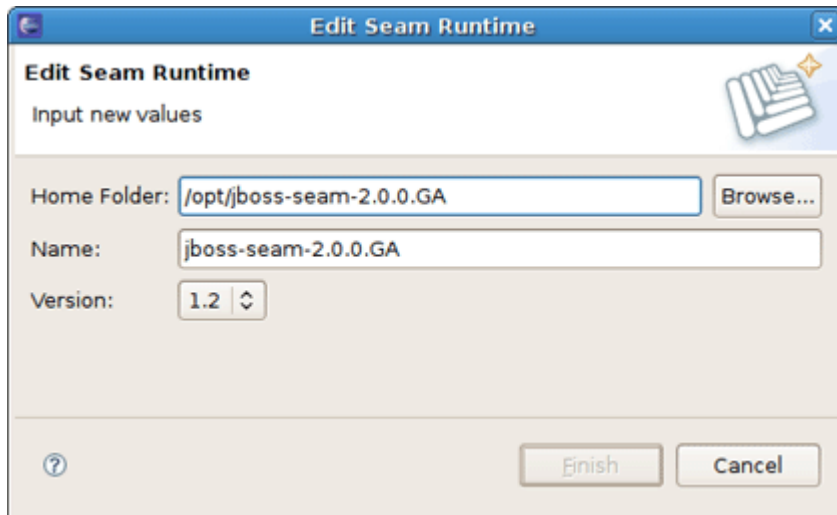 Edit Seam Runtime
Edit Seam Runtime
Input new values
Home Folder: /opt/jboss-seam-2.0.0.GA Browse...
Name: jboss-seam-2.0.0.GA
Version: 1.2
? Finish Cancel